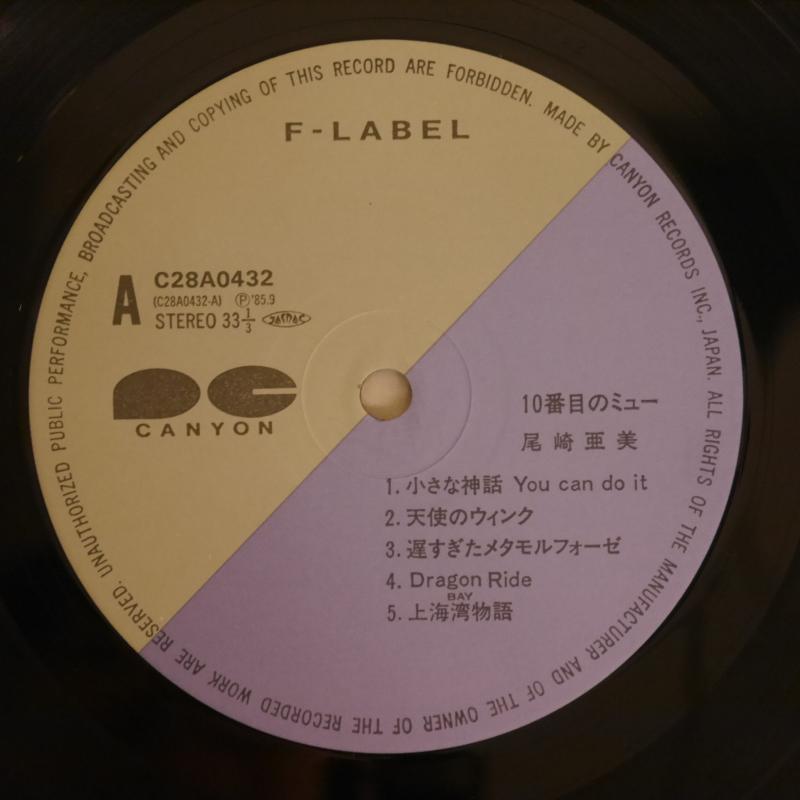 UNAUTHORIZED PUBLIC PERFORMANCE, BROADCASTING AND COPYING OF THIS RECORD ARE FORBIDDEN. MADE BY CANYON RECORDS INC., JAPAN. ALL RIGHTS OF THE MANUFACTURER AND OF THE OWNER OF THE RECORDED WORK ARE RESERVED.
F-LABEL
A
C28A0432
(C28A0432-A) Ⓟ'85.9
STEREO 33 1/3 JASRAC
PC
CANYON
10番目のミュー
尾崎亜美
1. 小さな神話 You can do it
2. 天使のウィンク
3. 遅すぎたメタモルフォーゼ
4. Dragon Ride
BAY
5. 上海湾物語